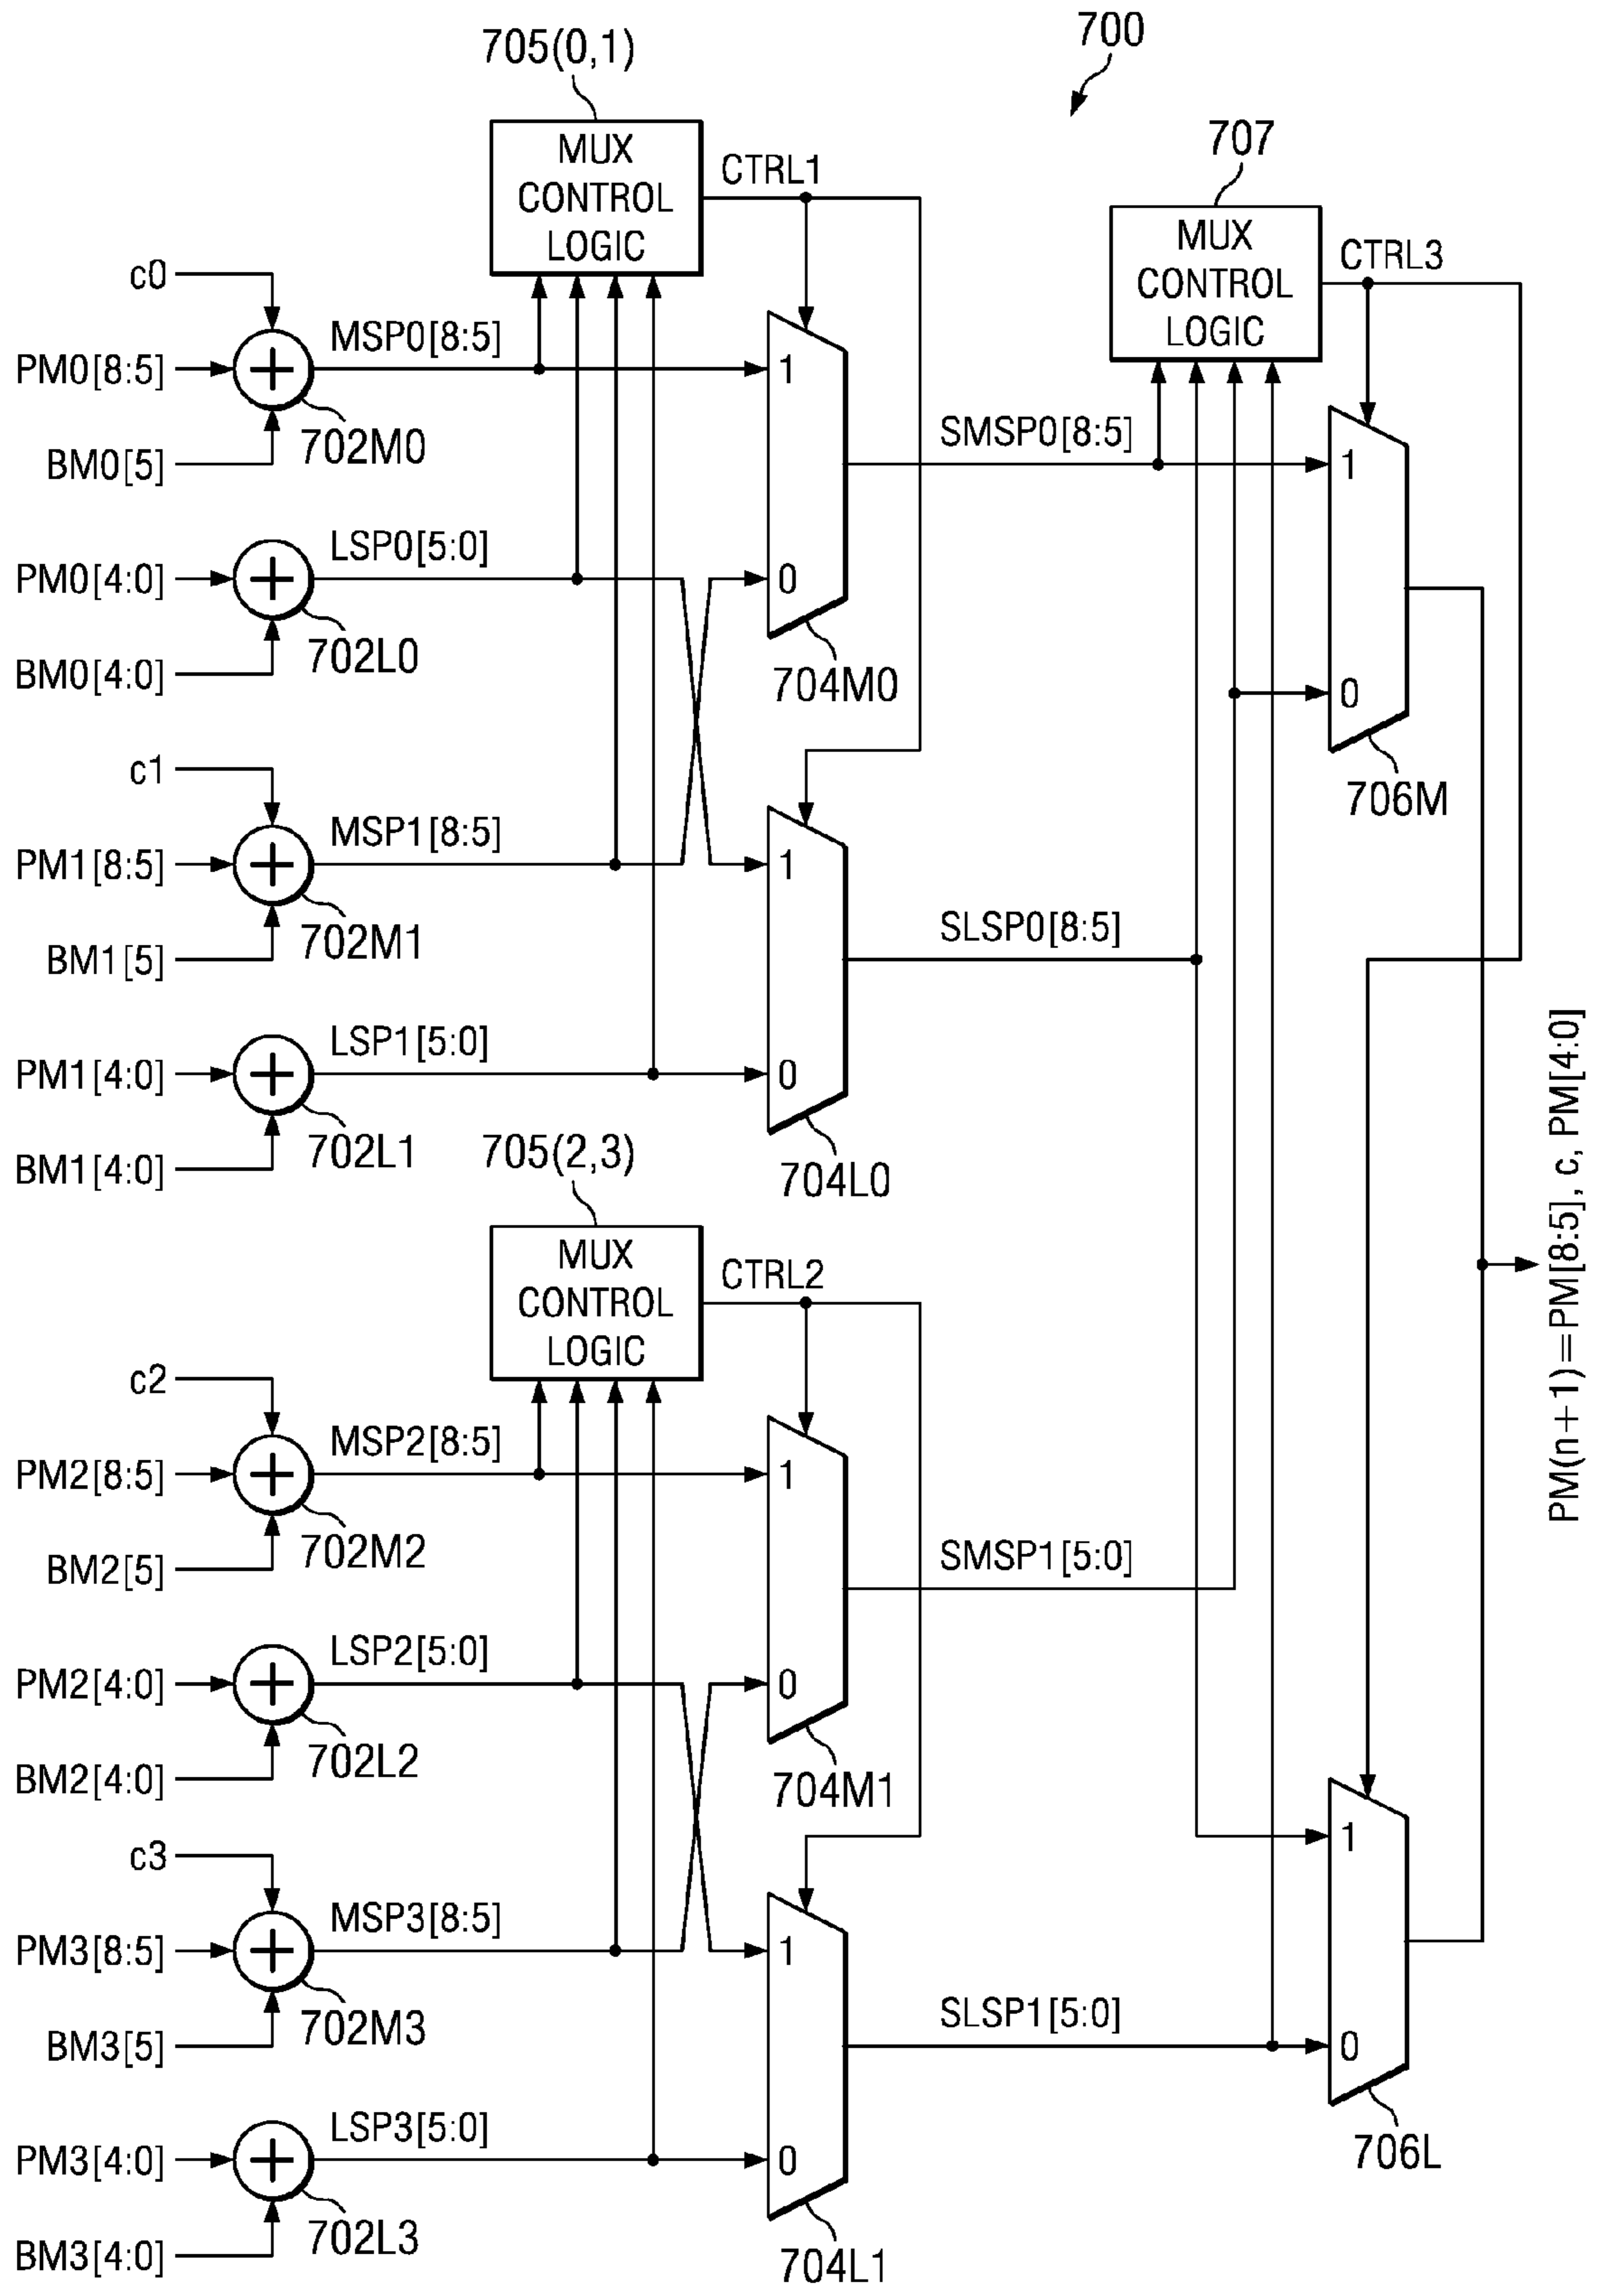 700
705(0,1)
707
MUX
CONTROL
LOGIC
CTRL1
MUX
CONTROL
LOGIC
CTRL3
c0
PM0[8:5]
MSP0[8:5]
BM0[5]
702M0
1
SMSP0[8:5]
1
PM0[4:0]
LSP0[5:0]
0
BM0[4:0]
702L0
704M0
0
706M
c1
PM1[8:5]
MSP1[8:5]
BM1[5]
702M1
1
SLSP0[8:5]
PM1[4:0]
LSP1[5:0]
0
BM1[4:0]
702L1
704L0
705(2,3)
MUX
CONTROL
LOGIC
CTRL2
PM(n+1)=PM[8:5], c, PM[4:0]
c2
PM2[8:5]
MSP2[8:5]
BM2[5]
702M2
1
SMSP1[5:0]
PM2[4:0]
LSP2[5:0]
0
BM2[4:0]
702L2
704M1
c3
PM3[8:5]
MSP3[8:5]
BM3[5]
702M3
1
SLSP1[5:0]
1
0
706L
PM3[4:0]
LSP3[5:0]
0
BM3[4:0]
702L3
704L1